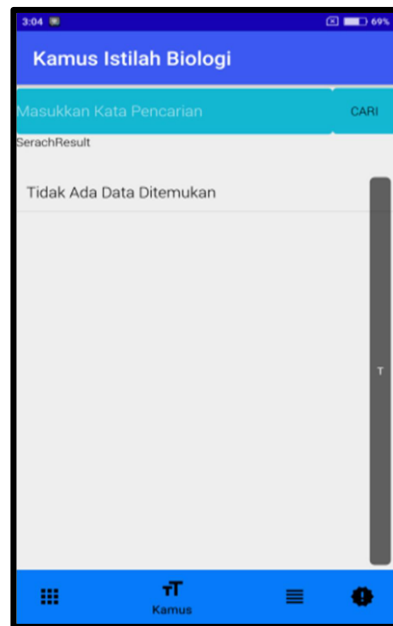 3:04 69%
Kamus Istilah Biologi
Masukkan Kata Pencarian CARI
SerachResult
Tidak Ada Data Ditemukan
T
Kamus